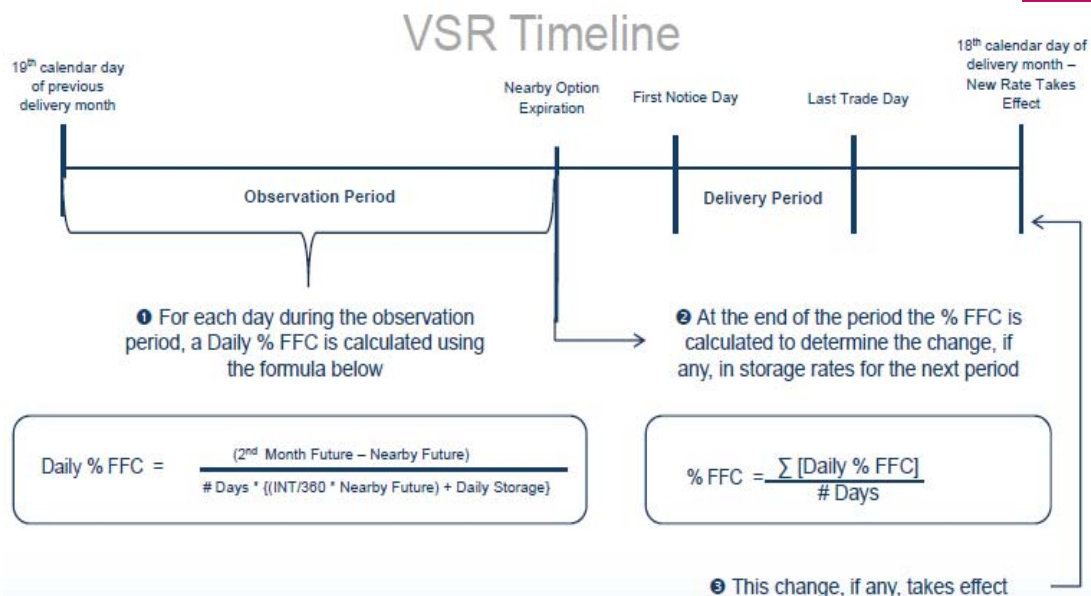 VSR Timeline
19th calendar day
of previous
delivery month
Nearby Option
Expiration
First Notice Day
Last Trade Day
18th calendar day of
delivery month –
New Rate Takes
Effect
Observation Period
Delivery Period
❶ For each day during the observation
period, a Daily % FFC is calculated using
the formula below
❷ At the end of the period the % FFC is
calculated to determine the change, if
any, in storage rates for the next period
Daily % FFC =
(2nd Month Future – Nearby Future)
# Days * {(INT/360 * Nearby Future) + Daily Storage}
% FFC =
∑ [Daily % FFC]
# Days
❸ This change, if any, takes effect